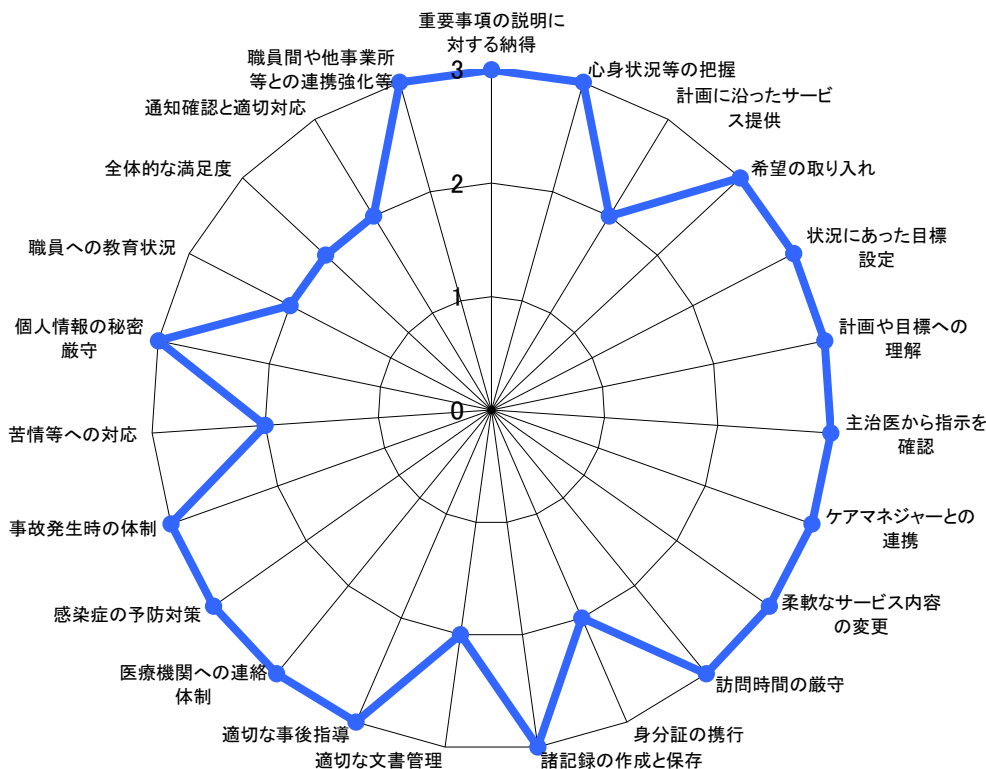 重要事項の説明に
対する納得
心身状況等の把握
計画に沿ったサービ
ス提供
希望の取り入れ
状況にあった目標
設定
計画や目標への
理解
主治医から指示を
確認
ケアマネジャーとの
連携
柔軟なサービス内容
の変更
訪問時間の厳守
身分証の携行
諸記録の作成と保存
適切な文書管理
適切な事後指導
医療機関への連絡
体制
感染症の予防対策
事故発生時の体制
苦情等への対応
個人情報の秘密
厳守
職員への教育状況
全体的な満足度
通知確認と適切対応
職員間や他事業所
等との連携強化等
3
2
1
0